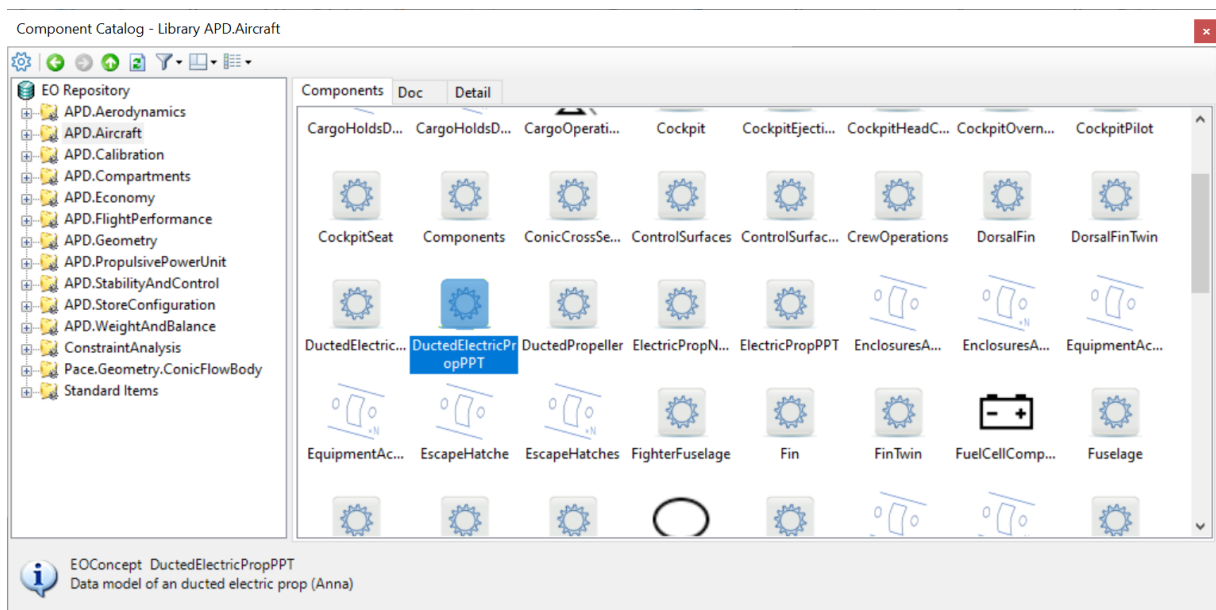 Component Catalog - Library APD.Aircraft
EO Repository
APD.Aerodynamics
APD.Aircraft
APD.Calibration
APD.Compartments
APD.Economy
APD.FlightPerformance
APD.Geometry
APD.PropulsivePowerUnit
APD.StabilityAndControl
APD.StoreConfiguration
APD.WeightAndBalance
ConstraintAnalysis
Pace.Geometry.ConicFlowBody
Standard Items
Components Doc Detail
CargoHoldsD... CargoHoldsD... CargoOperati... Cockpit CockpitEjecti... CockpitHeadC... CockpitOvern... CockpitPilot
CockpitSeat Components ConicCrossSe... ControlSurfaces ControlSurfac... CrewOperations DorsalFin DorsalFinTwin
DuctedElectric... DuctedElectricPr DuctedPropeller ElectricPropN... ElectricPropPPT EnclosuresA... EnclosuresA... EquipmentAc...
opPPT
EquipmentAc... EscapeHatche EscapeHatches FighterFuselage Fin FinTwin FuelCellComp... Fuselage
EOConcept DuctedElectricPropPPT
Data model of an ducted electric prop (Anna)